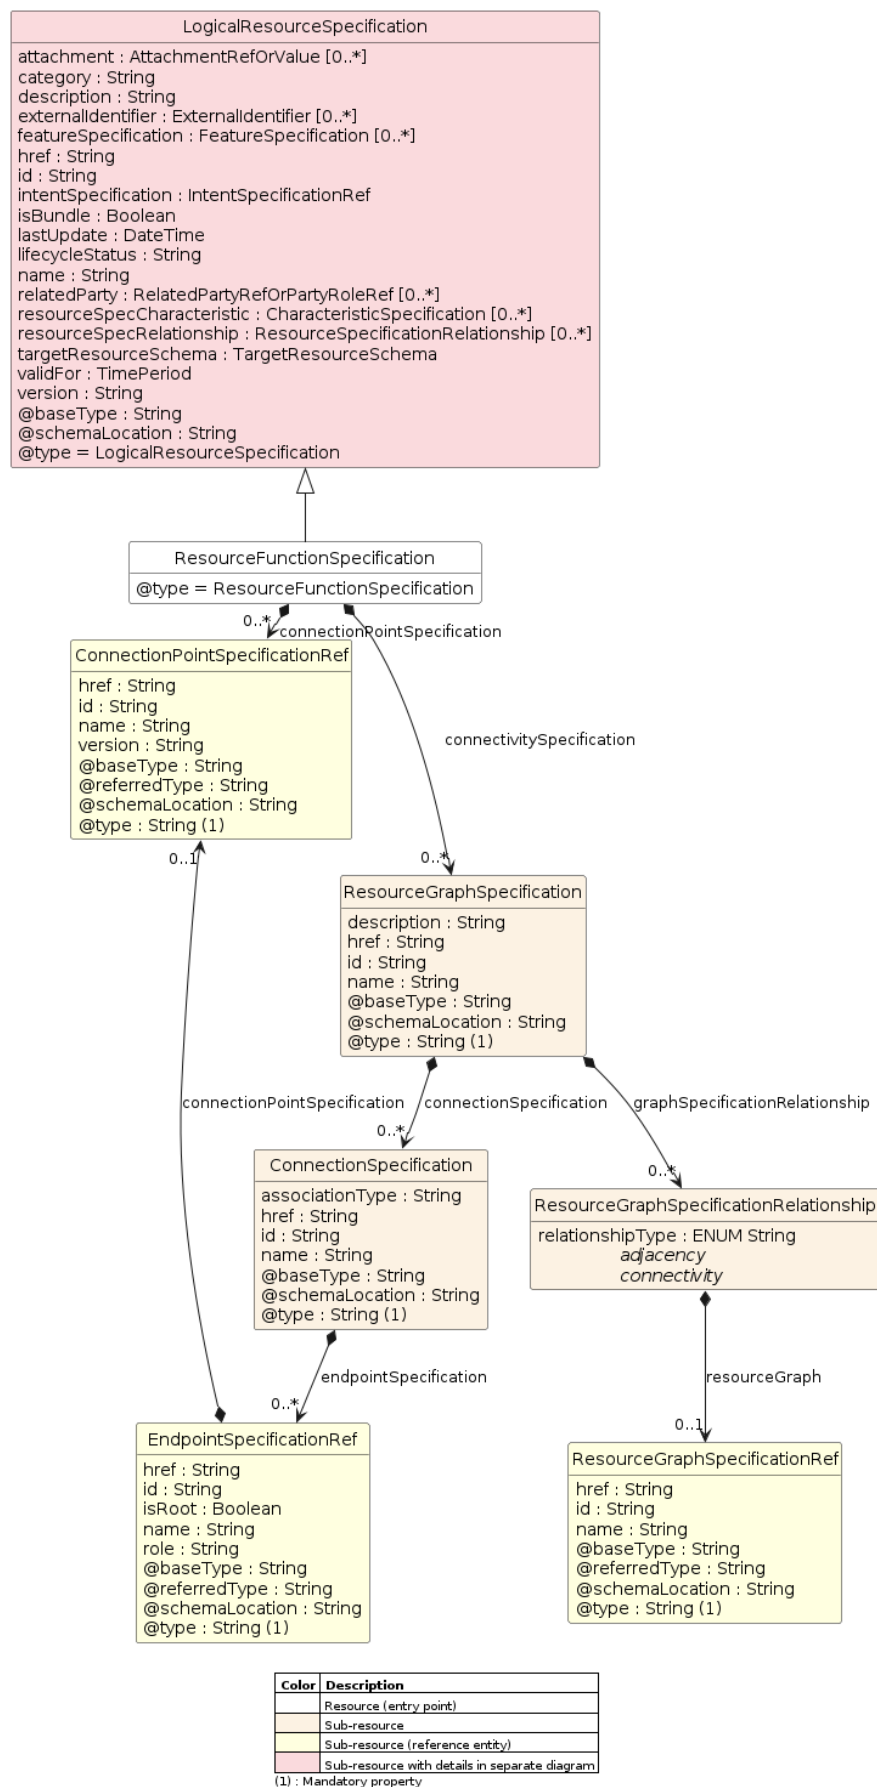 LogicalResourceSpecification
attachment : AttachmentRefOrValue [0..*]
category : String
description : String
externalIdentifier : ExternalIdentifier [0..*]
featureSpecification : FeatureSpecification [0..*]
href : String
id : String
intentSpecification : IntentSpecificationRef
isBundle : Boolean
lastUpdate : DateTime
lifecycleStatus : String
name : String
relatedParty : RelatedPartyRefOrPartyRoleRef [0..*]
resourceSpecCharacteristic : CharacteristicSpecification [0..*]
resourceSpecRelationship : ResourceSpecificationRelationship [0..*]
targetResourceSchema : TargetResourceSchema
validFor : TimePeriod
version : String
@baseType : String
@schemaLocation : String
@type = LogicalResourceSpecification
ResourceFunctionSpecification
@type = ResourceFunctionSpecification
0..*
connectionPointSpecification
ConnectionPointSpecificationRef
href : String
id : String
name : String
version : String
@baseType : String
@referredType : String
@schemaLocation : String
@type : String (1)
connectivitySpecification
0..1
0..*
ResourceGraphSpecification
description : String
href : String
id : String
name : String
@baseType : String
@schemaLocation : String
@type : String (1)
connectionPointSpecification
connectionSpecification
graphSpecificationRelationship
0..*
0..*
ConnectionSpecification
associationType : String
href : String
id : String
name : String
@baseType : String
@schemaLocation : String
@type : String (1)
ResourceGraphSpecificationRelationship
relationshipType : ENUM String
adjacency
connectivity
endpointSpecification
resourceGraph
0..*
0..1
EndpointSpecificationRef
href : String
id : String
isRoot : Boolean
name : String
role : String
@baseType : String
@referredType : String
@schemaLocation : String
@type : String (1)
ResourceGraphSpecificationRef
href : String
id : String
name : String
@baseType : String
@referredType : String
@schemaLocation : String
@type : String (1)
Color Description
Resource (entry point)
Sub-resource
Sub-resource (reference entity)
Sub-resource with details in separate diagram
(1) : Mandatory property